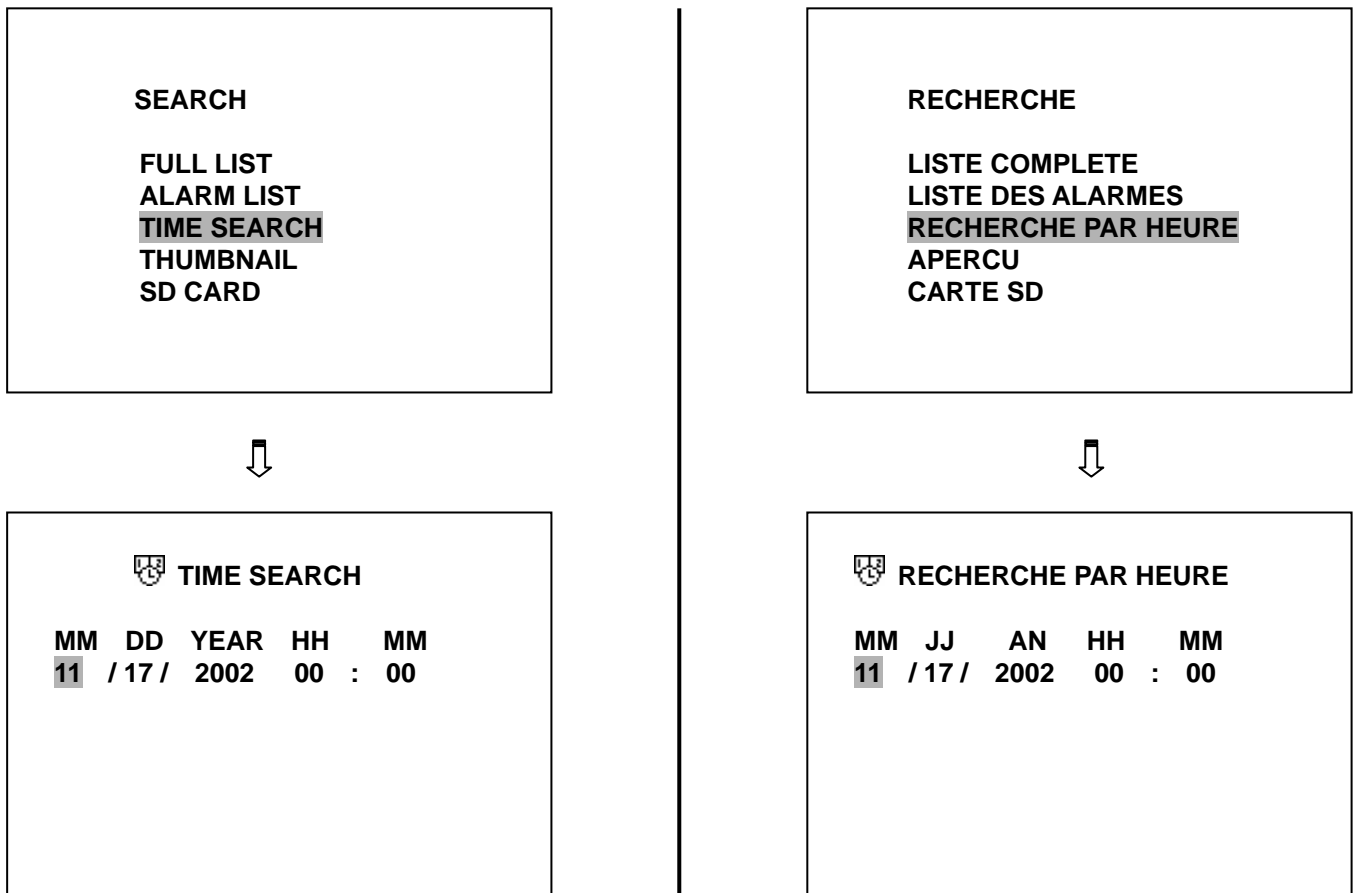 SEARCH
FULL LIST
ALARM LIST
TIME SEARCH
THUMBNAIL
SD CARD
TIME SEARCH
MM DD YEAR HH MM
11 / 17 / 2002 00 : 00
RECHERCHE
LISTE COMPLETE
LISTE DES ALARMES
RECHERCHE PAR HEURE
APERCU
CARTE SD
RECHERCHE PAR HEURE
MM JJ AN HH MM
11 / 17 / 2002 00 : 00